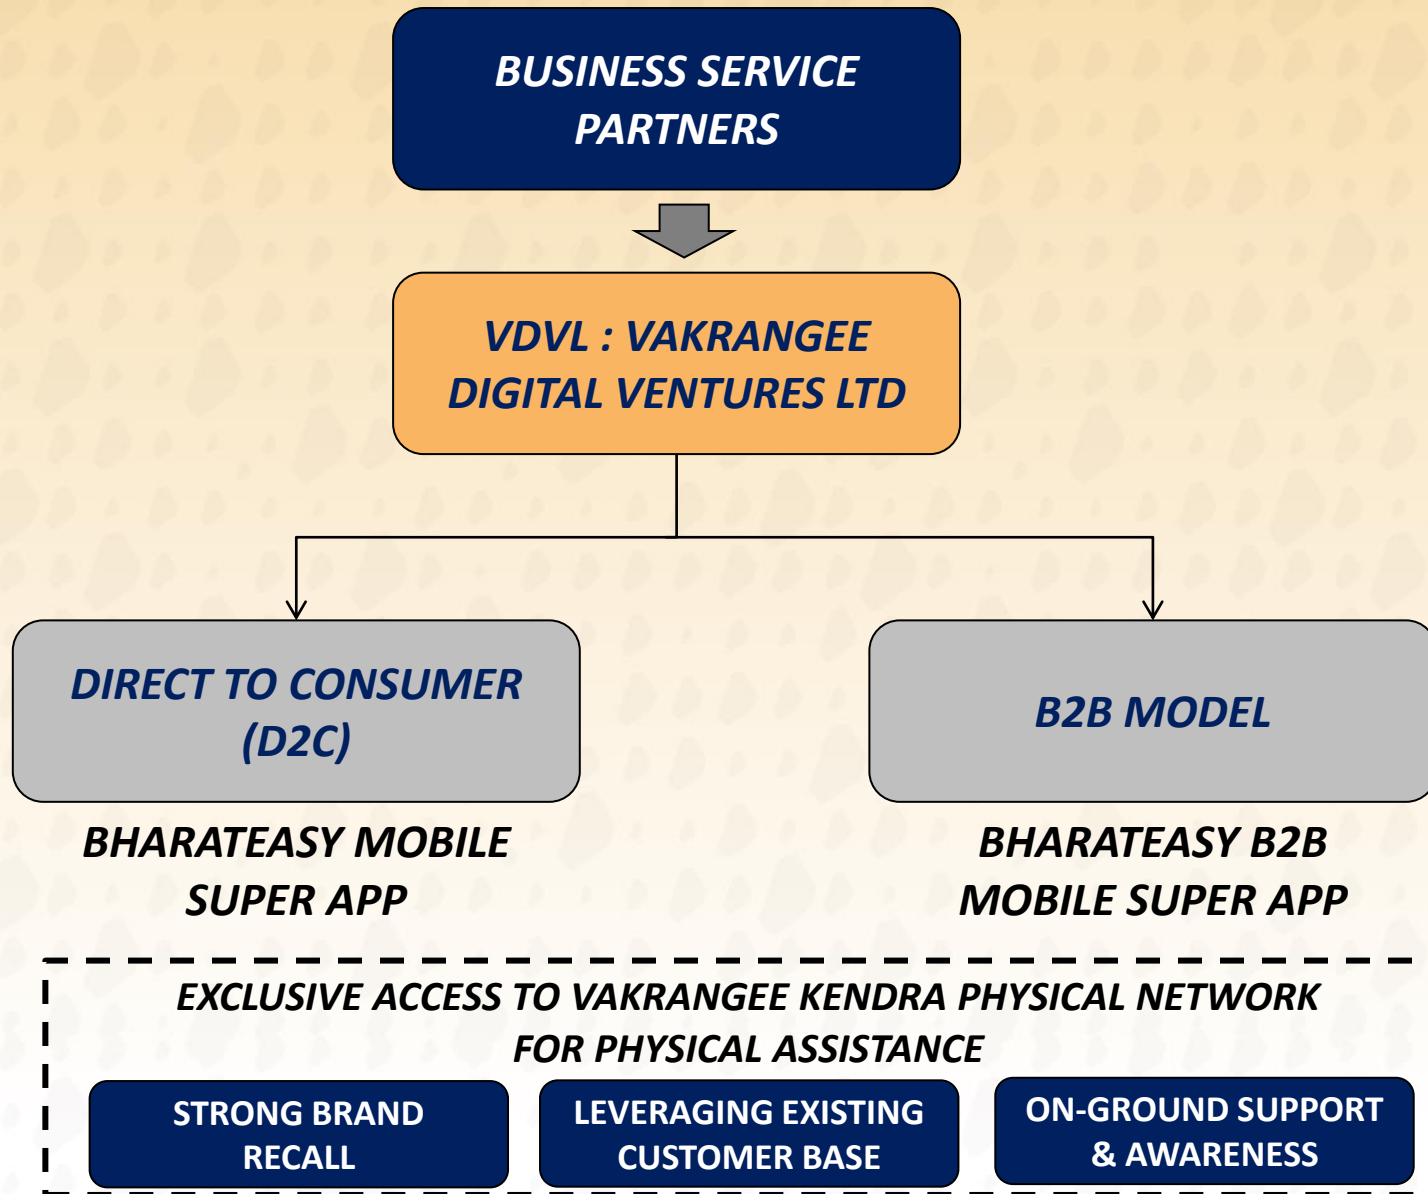 BUSINESS SERVICE
PARTNERS
VDVL : VAKRANGEE
DIGITAL VENTURES LTD
DIRECT TO CONSUMER
(D2C)
B2B MODEL
BHARATEASY MOBILE
SUPER APP
BHARATEASY B2B
MOBILE SUPER APP
EXCLUSIVE ACCESS TO VAKRANGEE KENDRA PHYSICAL NETWORK
FOR PHYSICAL ASSISTANCE
STRONG BRAND
RECALL
LEVERAGING EXISTING
CUSTOMER BASE
ON-GROUND SUPPORT
& AWARENESS